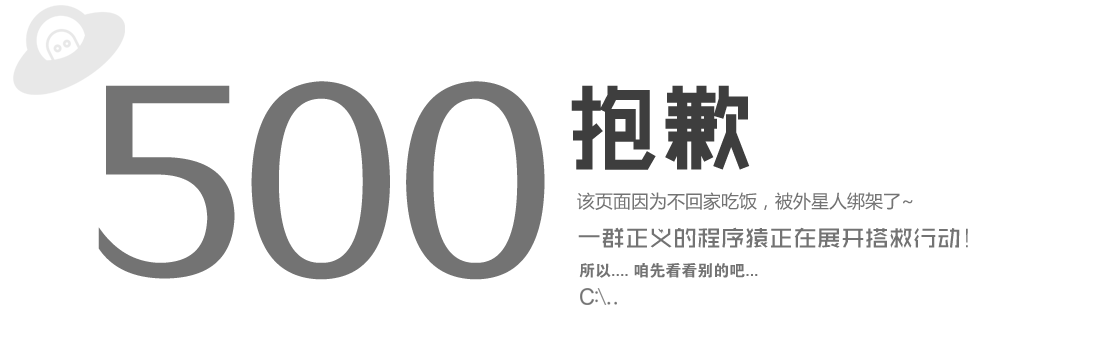 500
抱歉
该页面因为不回家吃饭，被外星人绑架了~
一群正义的程序猿正在展开搭救行动！
所以.... 咱先看看别的吧...
C:\..